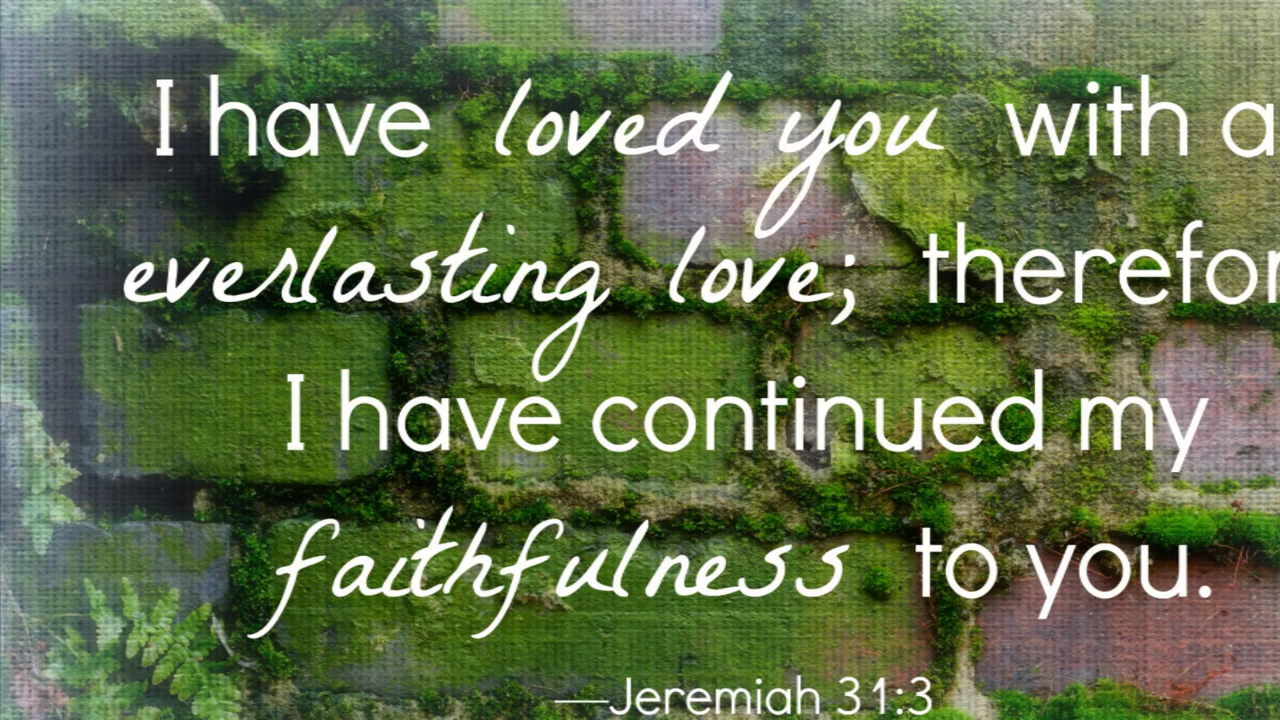 I have loved you with a
everlasting love; therefor
I have continued my
faithfulness to you.
—Jeremiah 31:3